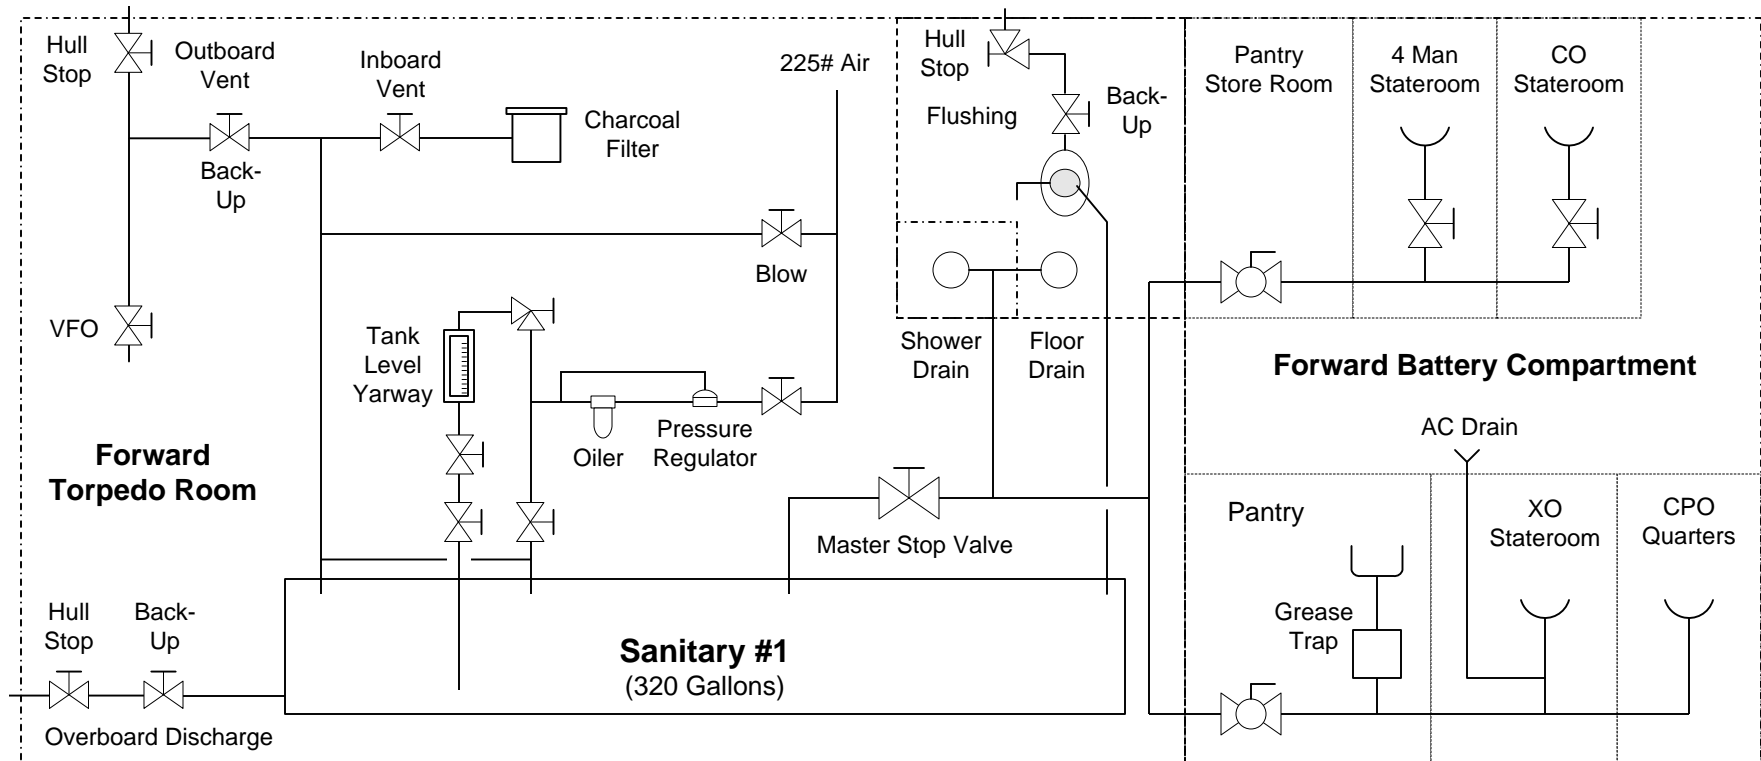 Hull
Stop
Outboard
Vent
Inboard
Vent
225# Air
Hull
Stop
Back-
Up
Flushing
Pantry
Store Room
4 Man
Stateroom
CO
Stateroom
Charcoal
Filter
Back-
Up
Blow
VFO
Tank
Level
Yarway
Shower
Drain
Floor
Drain
Forward Battery Compartment
Oiler
Pressure
Regulator
AC Drain
Forward
Torpedo Room
Master Stop Valve
Pantry
XO
Stateroom
CPO
Quarters
Grease
Trap
Hull
Stop
Back-
Up
Sanitary #1
(320 Gallons)
Overboard Discharge